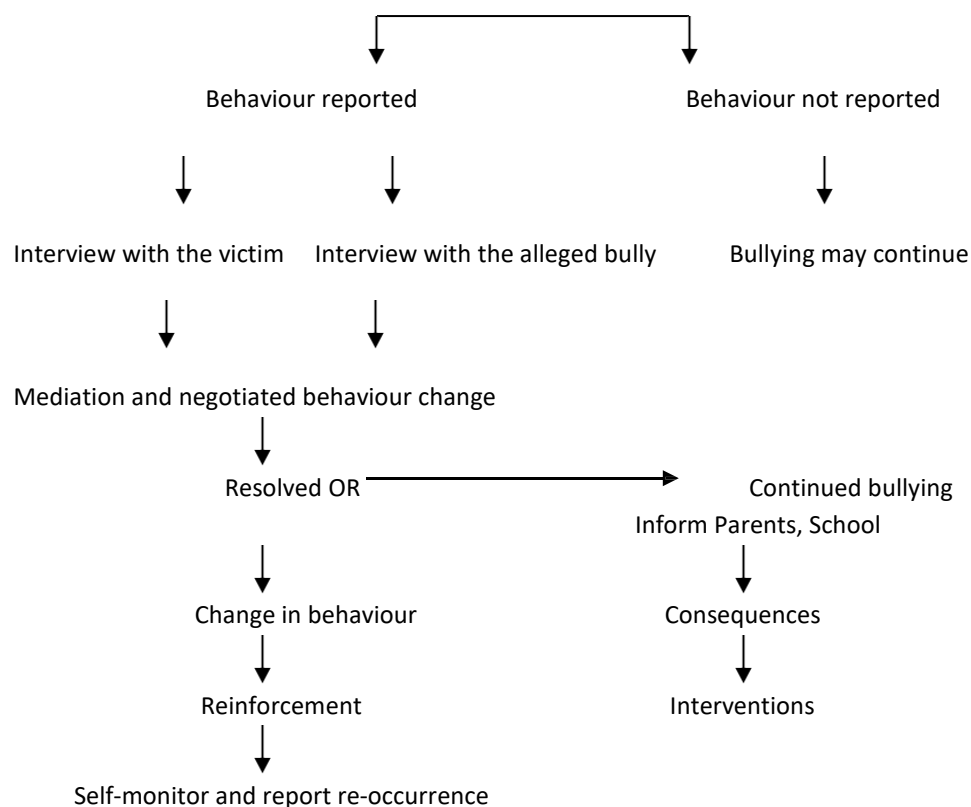 Behaviour reported Behaviour not reported
Interview with the victim Interview with the alleged bully Bullying may continue
Mediation and negotiated behaviour change
Resolved OR Continued bullying
Inform Parents, School
Change in behaviour Consequences
Reinforcement Interventions
Self-monitor and report re-occurrence